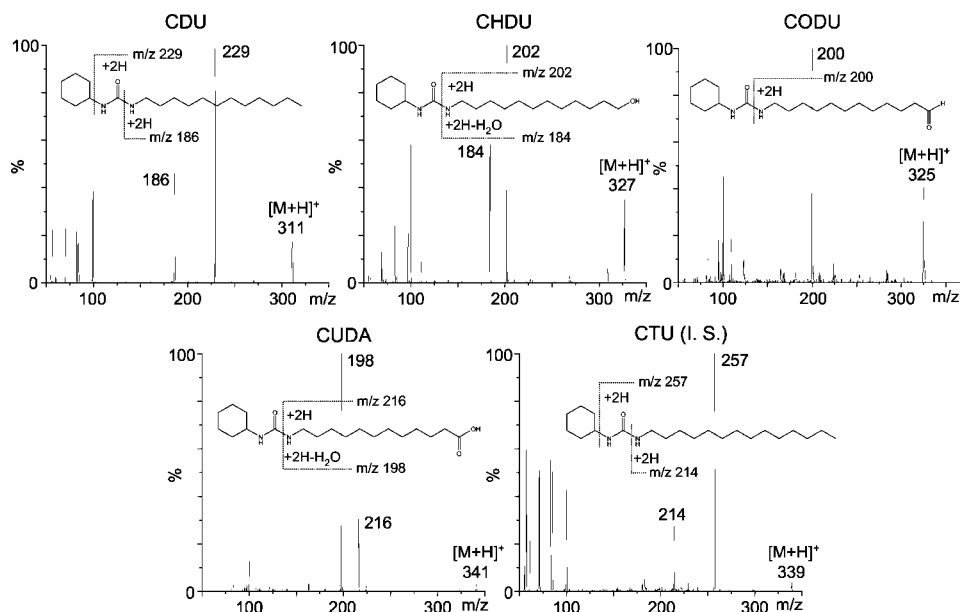 CDU
100
%
0
100
200
300
m/z
229
186
[M+H]+
311
m/z 229
+2H
O
N
H
N
H
+2H
m/z 186
CHDU
100
%
0
100
200
300
m/z
202
184
[M+H]+
327
m/z 202
+2H
O
N
H
N
H
OH
+2H-H2O
m/z 184
CODU
100
%
0
100
200
300
m/z
200
[M+H]+
325
m/z 200
+2H
O
N
H
N
H
H
O
CUDA
100
%
0
100
200
300
m/z
198
216
[M+H]+
341
m/z 216
+2H
O
N
H
N
H
OH
O
+2H-H2O
m/z 198
CTU (I. S.)
100
%
0
100
200
300
m/z
257
214
[M+H]+
339
m/z 257
+2H
O
N
H
N
H
+2H
m/z 214